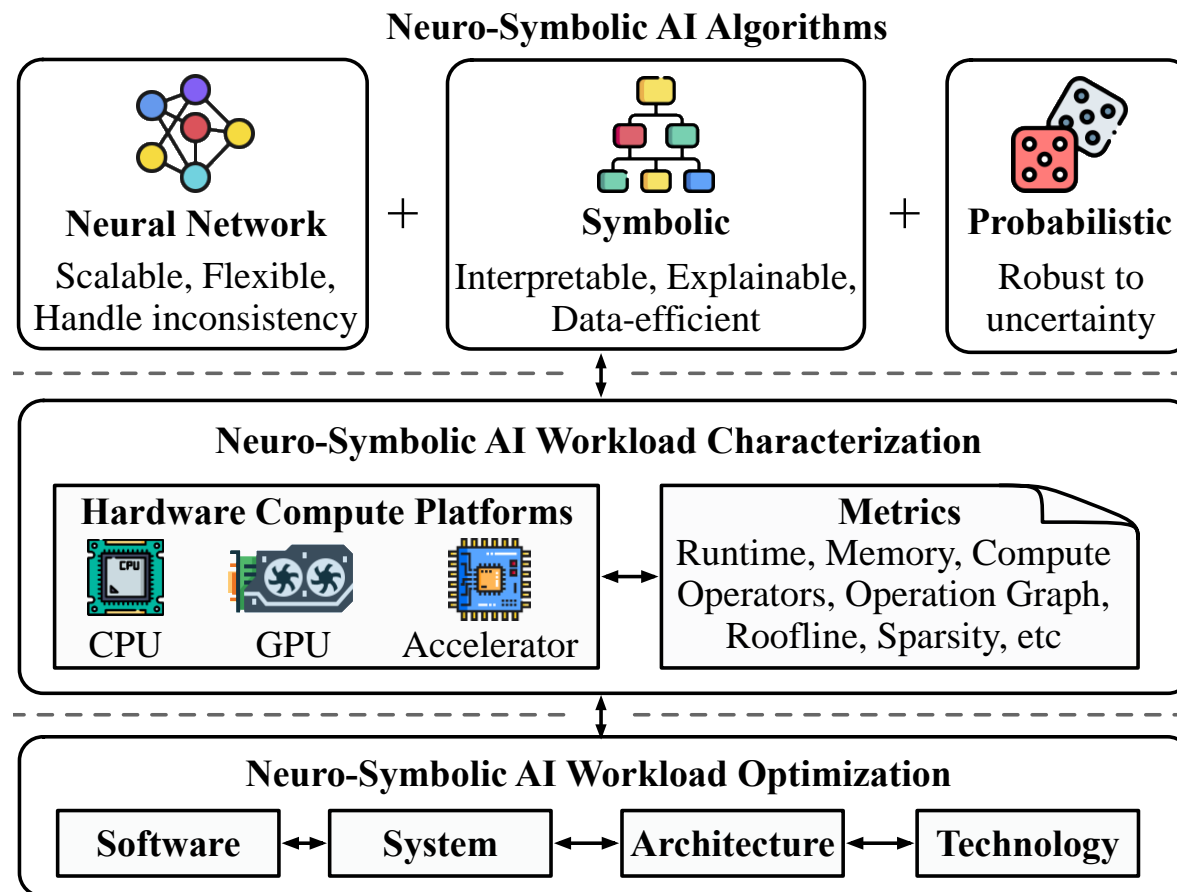 Neuro-Symbolic AI Algorithms
Neural Network
Scalable, Flexible,
Handle inconsistency
+
Symbolic
Interpretable, Explainable,
Data-efficient
+
Probabilistic
Robust to
uncertainty
Neuro-Symbolic AI Workload Characterization
Hardware Compute Platforms
CPU
CPU
GPU
Accelerator
Metrics
Runtime, Memory, Compute
Operators, Operation Graph,
Roofline, Sparsity, etc
Neuro-Symbolic AI Workload Optimization
Software
System
Architecture
Technology